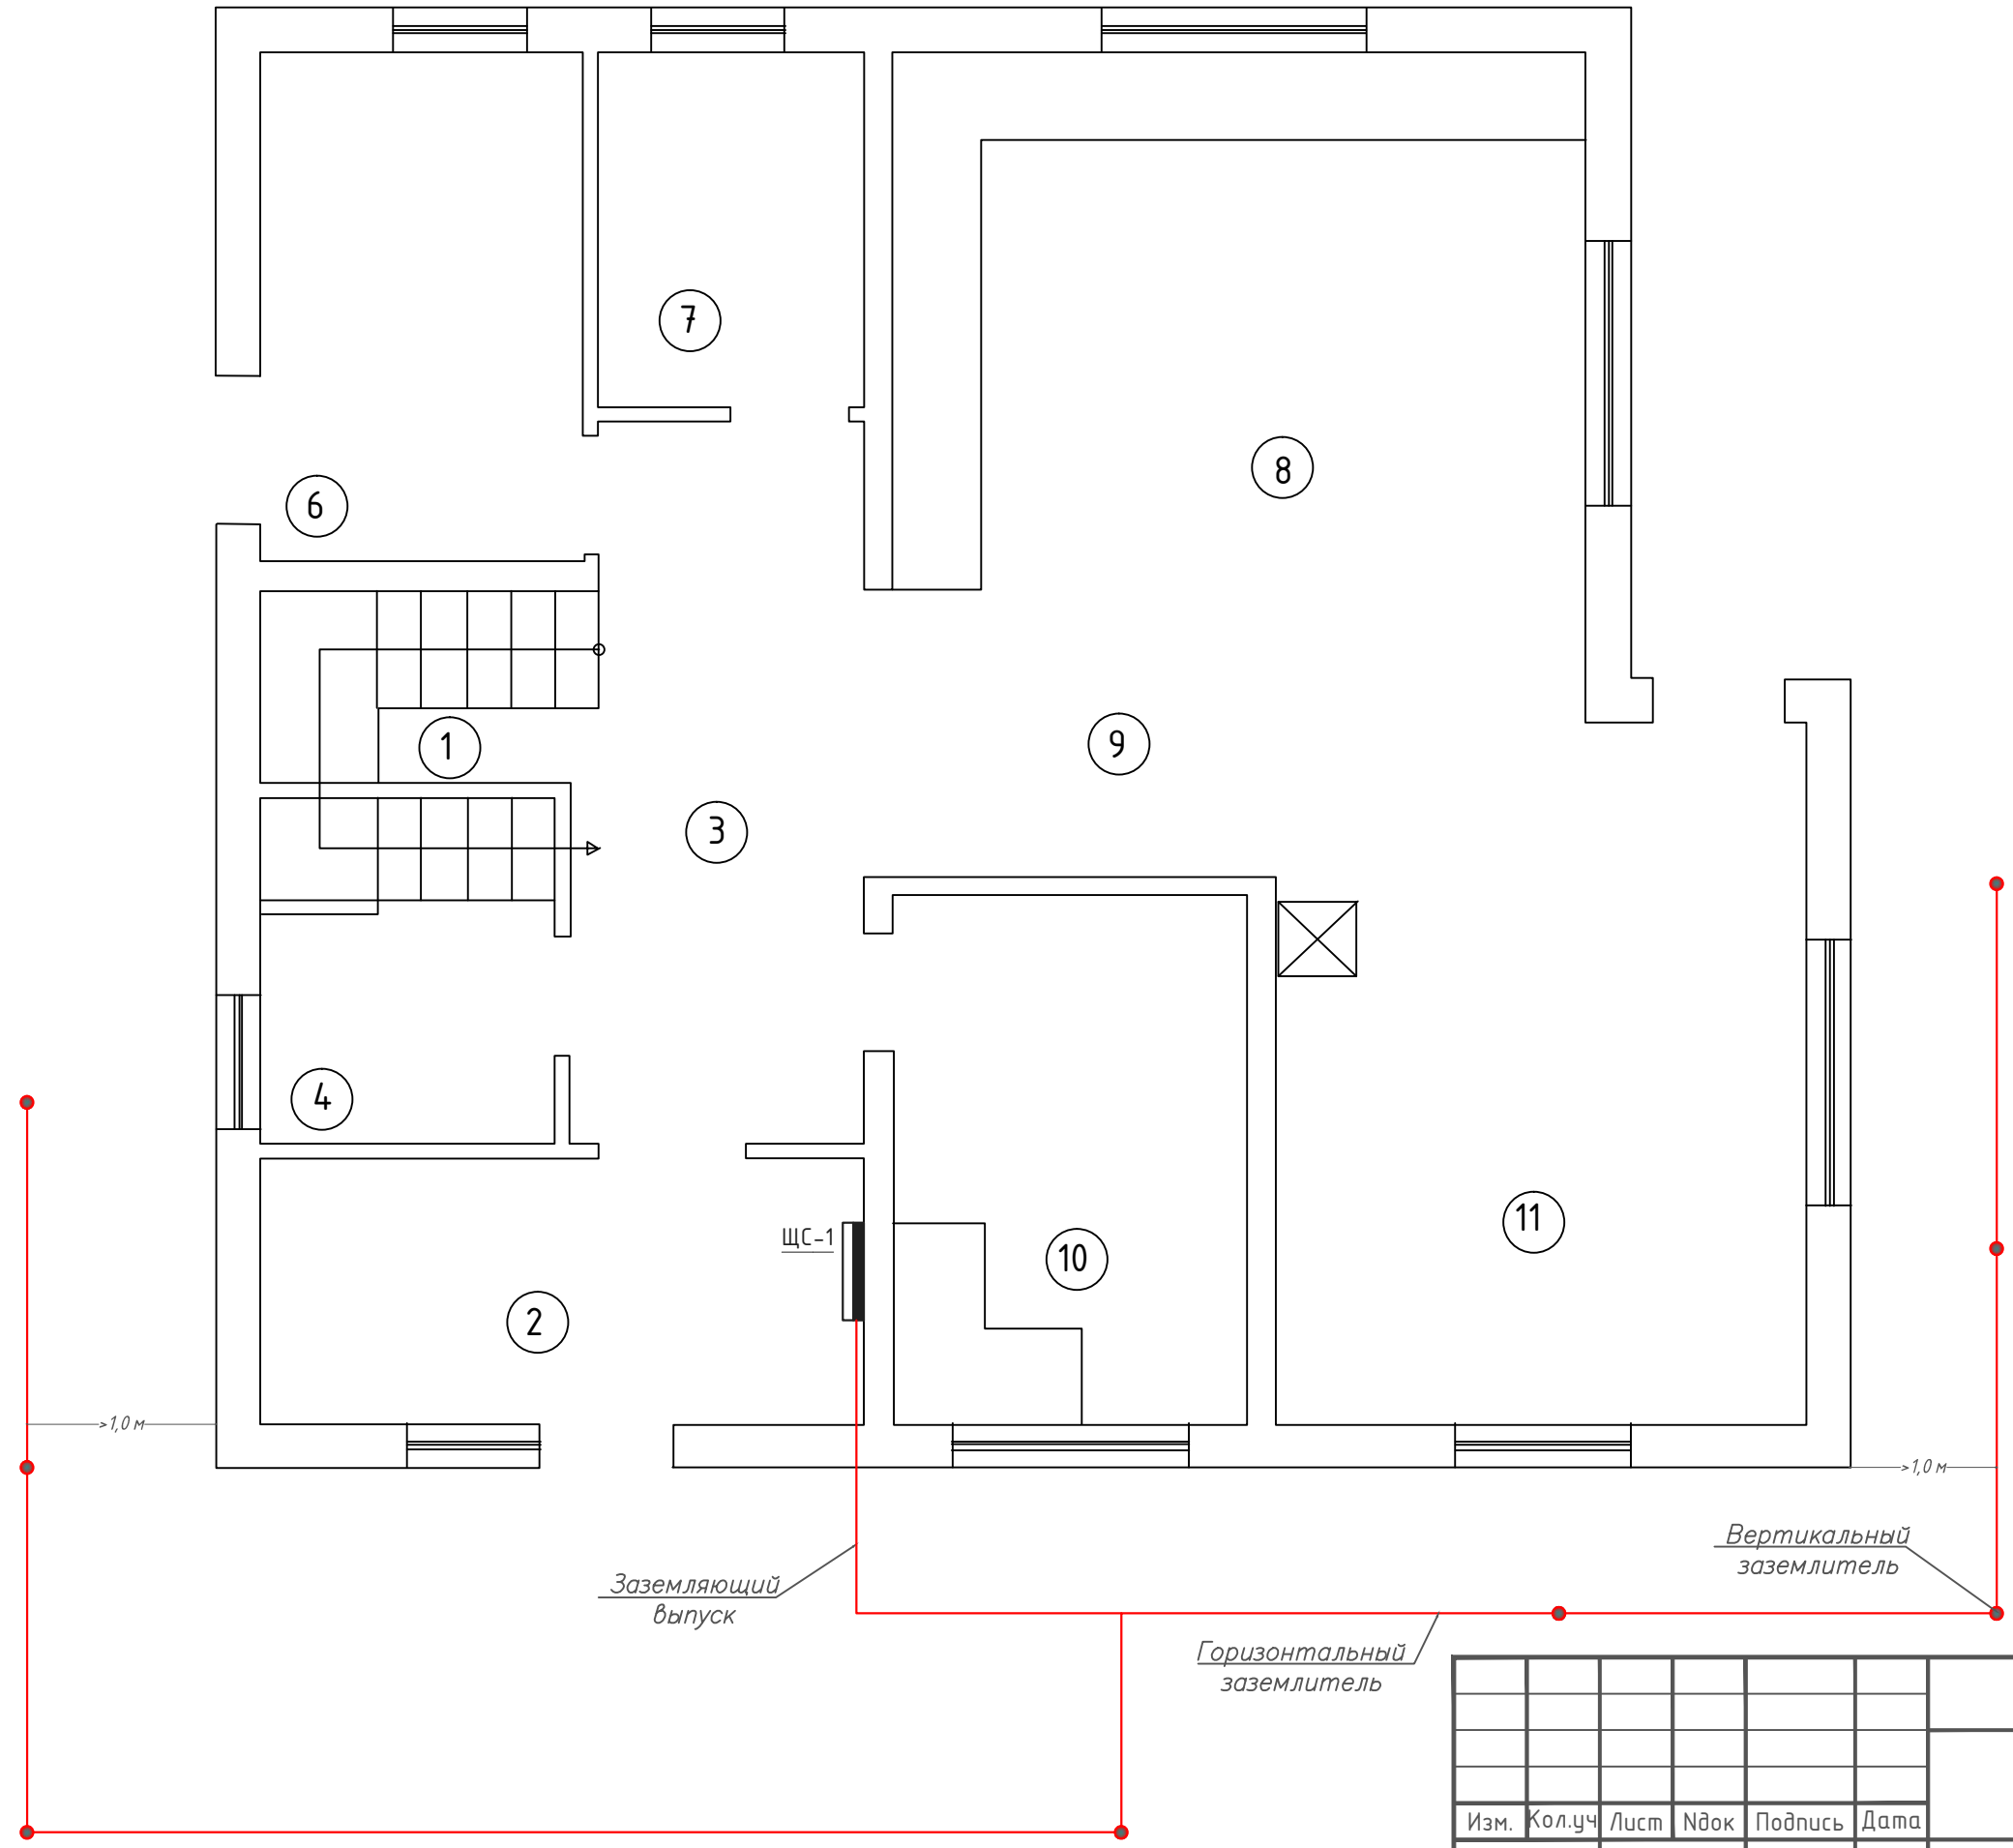 7
8
6
1
9
3
4
ЩС-1
10
11
2
>1,0 м
>1,0 м
Вертикальный
заземлитель
Заземляющий
выпуск
Горизонтальный
заземлитель
Изм. Кол.уч Лист Nдок Подпись Дата